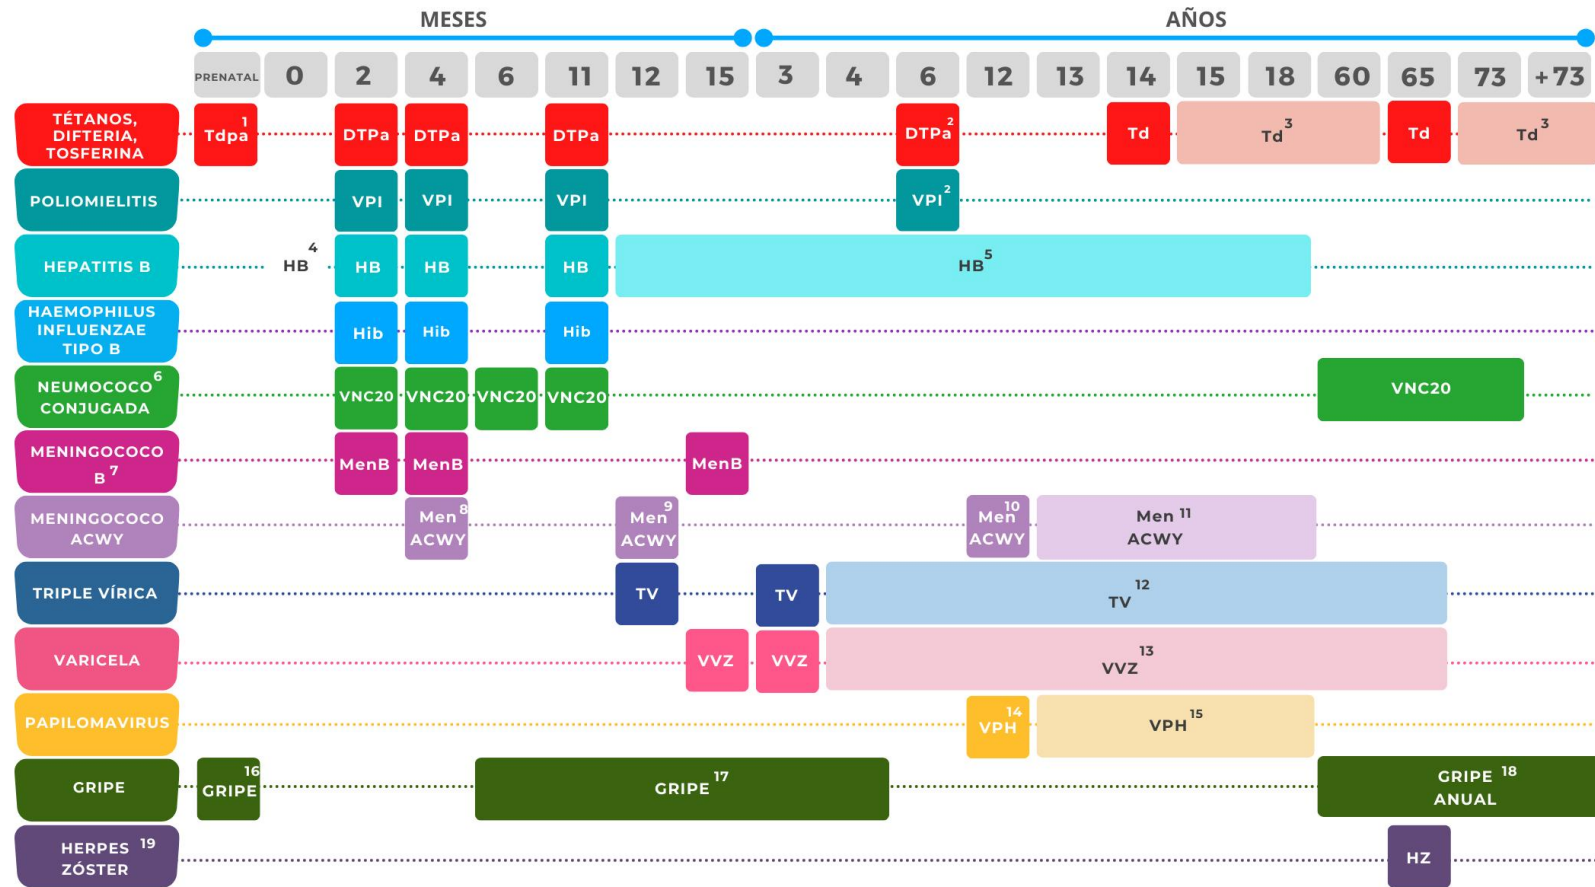 MESES AÑOS
PRENATAL 0 2 4 6 11 12 15 3 4 6 12 13 14 15 18 60 65 73 +73
TÉTANOS,
DIFTERIA,
TOSFERINA
Tdpa 1 DTPa DTPa DTPa DTPa 2 Td Td 3 Td Td 3
POLIOMIELITIS VPI VPI VPI VPI 2
HEPATITIS B HB 4 HB HB HB HB 5
HAEMOPHILUS
INFLUENZAE
TIPO B
Hib Hib Hib
NEUMOCOCO 6
CONJUGADA
VNC20 VNC20 VNC20 VNC20 VNC20
MENINGOCOCO
B 7
MenB MenB MenB
MENINGOCOCO
ACWY
Men 8 Men 9 Men 10 Men 11
ACWY ACWY ACWY ACWY
TRIPLE VÍRICA TV TV TV 12
VARICELA VVZ VVZ VVZ 13
PAPILOMAVIRUS VPH 14 VPH 15
GRIPE GRIPE 16 GRIPE 17 GRIPE 18
ANUAL
HERPES 19
ZÓSTER
HZ